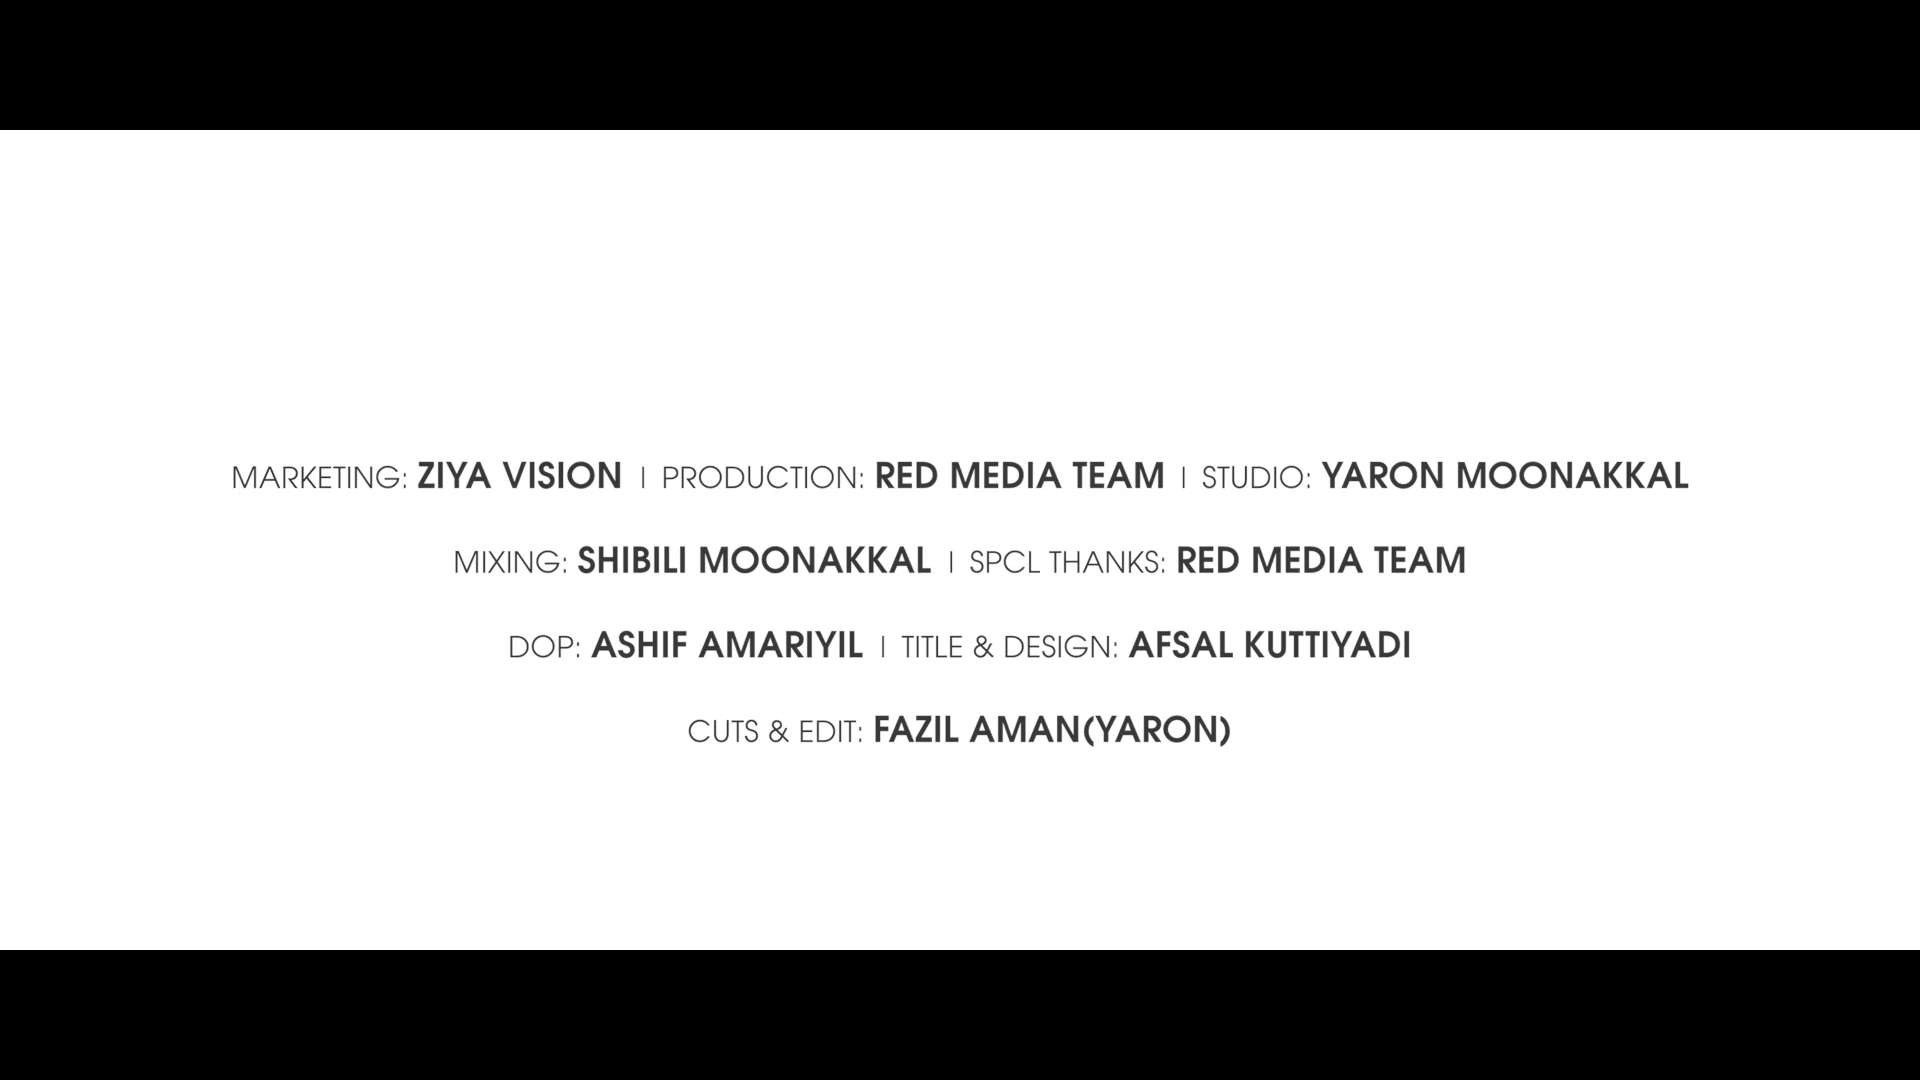 MARKETING: ZIYA VISION | PRODUCTION: RED MEDIA TEAM | STUDIO: YARON MOONAKKAL
MIXING: SHIBILI MOONAKKAL | SPCL THANKS: RED MEDIA TEAM
DOP: ASHIF AMARIYIL | TITLE & DESIGN: AFSAL KUTTIYADI
CUTS & EDIT: FAZIL AMAN(YARON)